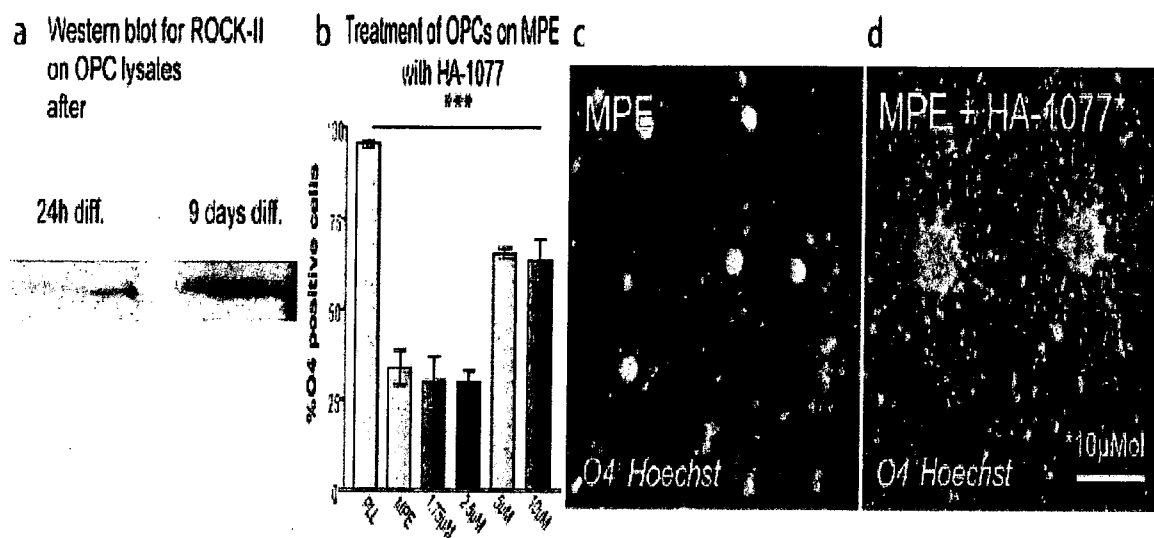 a
Western blot for ROCK-II
on OPC lysales
after
24h diff.
9 days diff.
b
Treatment of OPCs on MPE
with HA-1077
***
%O4 positive cells
100
75
50
25
0
PLL
MPE
1.75µM
2.5µM
5µM
10µM
c
MPE
O4 Hoechst
d
MPE + HA-1077*
*10µMol
O4 Hoechst